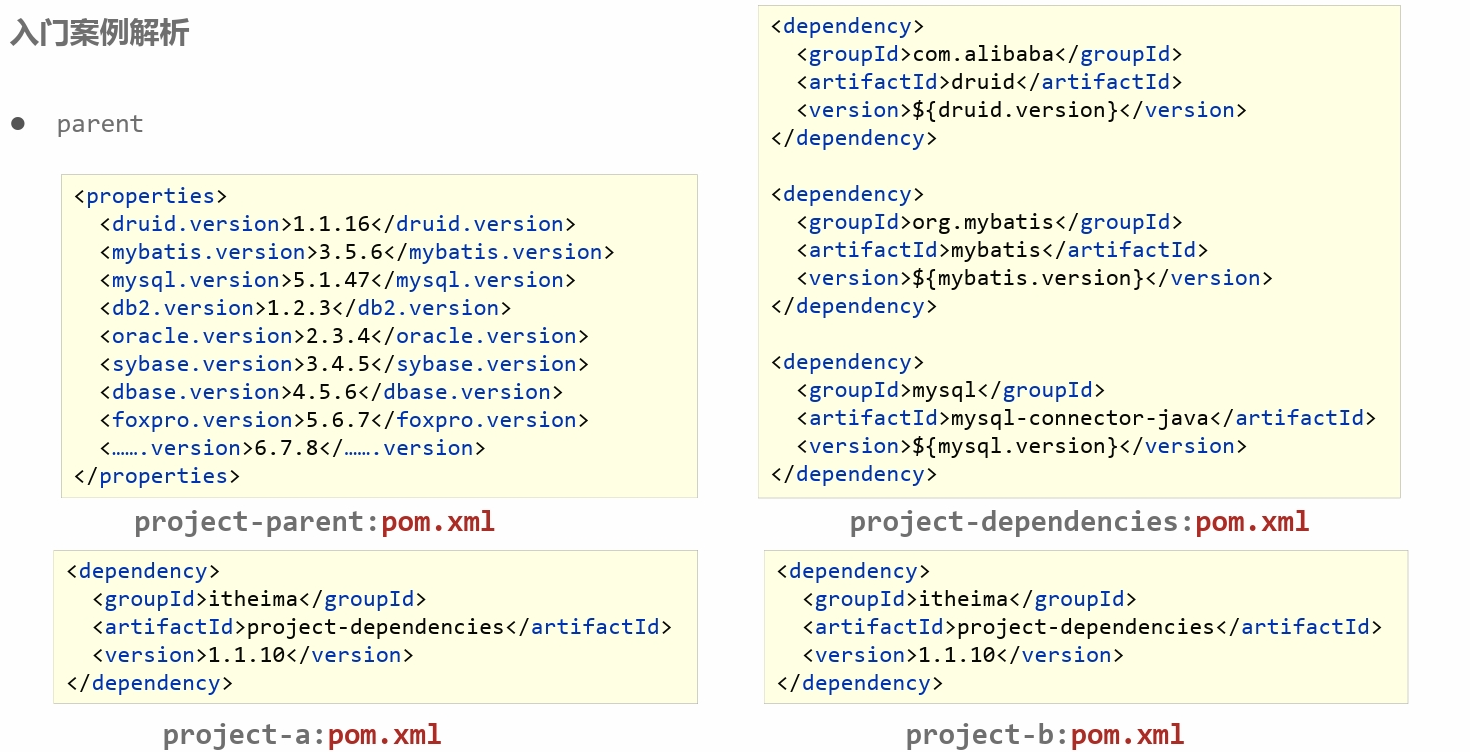 入门案例解析
● parent
<properties>
  <druid.version>1.1.16</druid.version>
  <mybatis.version>3.5.6</mybatis.version>
  <mysql.version>5.1.47</mysql.version>
  <db2.version>1.2.3</db2.version>
  <oracle.version>2.3.4</oracle.version>
  <sybase.version>3.4.5</sybase.version>
  <dbase.version>4.5.6</dbase.version>
  <foxpro.version>5.6.7</foxpro.version>
  <…….version>6.7.8</…….version>
</properties>
project-parent:pom.xml
<dependency>
  <groupId>com.alibaba</groupId>
  <artifactId>druid</artifactId>
  <version>${druid.version}</version>
</dependency>

<dependency>
  <groupId>org.mybatis</groupId>
  <artifactId>mybatis</artifactId>
  <version>${mybatis.version}</version>
</dependency>

<dependency>
  <groupId>mysql</groupId>
  <artifactId>mysql-connector-java</artifactId>
  <version>${mysql.version}</version>
</dependency>
project-dependencies:pom.xml
<dependency>
  <groupId>itheima</groupId>
  <artifactId>project-dependencies</artifactId>
  <version>1.1.10</version>
</dependency>
project-a:pom.xml
<dependency>
  <groupId>itheima</groupId>
  <artifactId>project-dependencies</artifactId>
  <version>1.1.10</version>
</dependency>
project-b:pom.xml